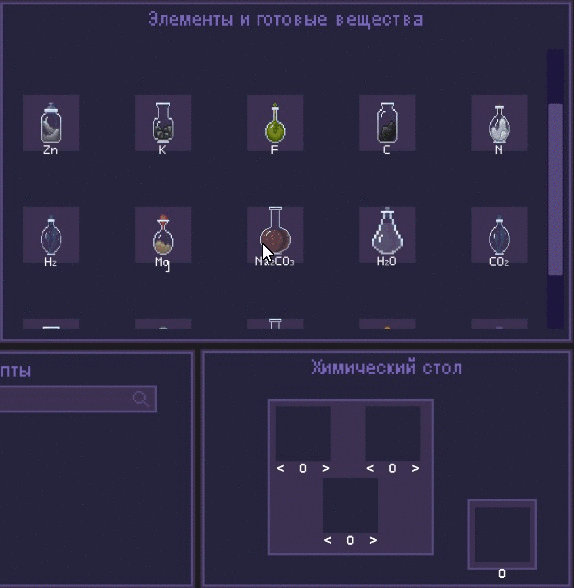 Элементы и готовые вещества
Zn K F C N
H₂ Mg Na₂CO₃ H₂O CO₂
пты
Химический стол
< 0 > < 0 >
< 0 >
0